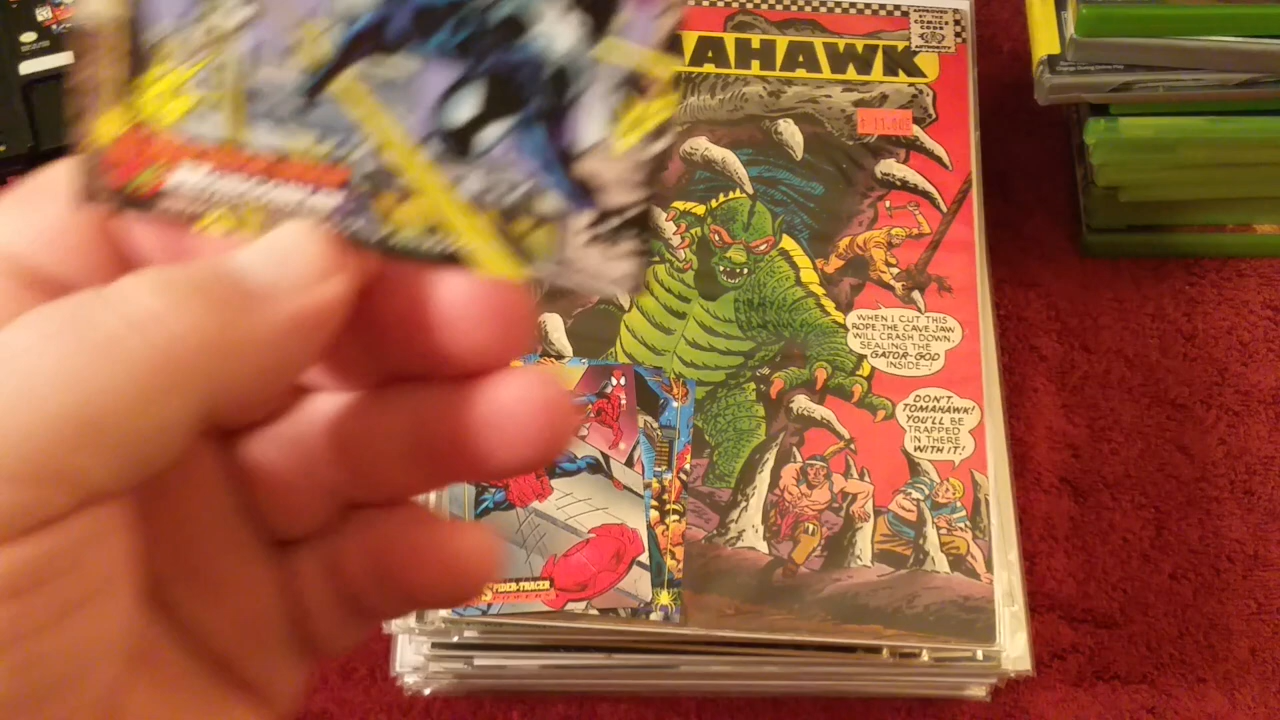 AHAWK
APPROVED
BY THE
COMICS
CODE
AUTHORITY
WHEN I CUT THIS
ROPE, THE CAVE JAW
WILL CRASH DOWN,
SEALING THE
GATOR-GOD
INSIDE--!
DON'T,
TOMAHAWK!
YOU'LL BE
TRAPPED
IN THERE
WITH IT!
SPIDER-TRACER
POWERS